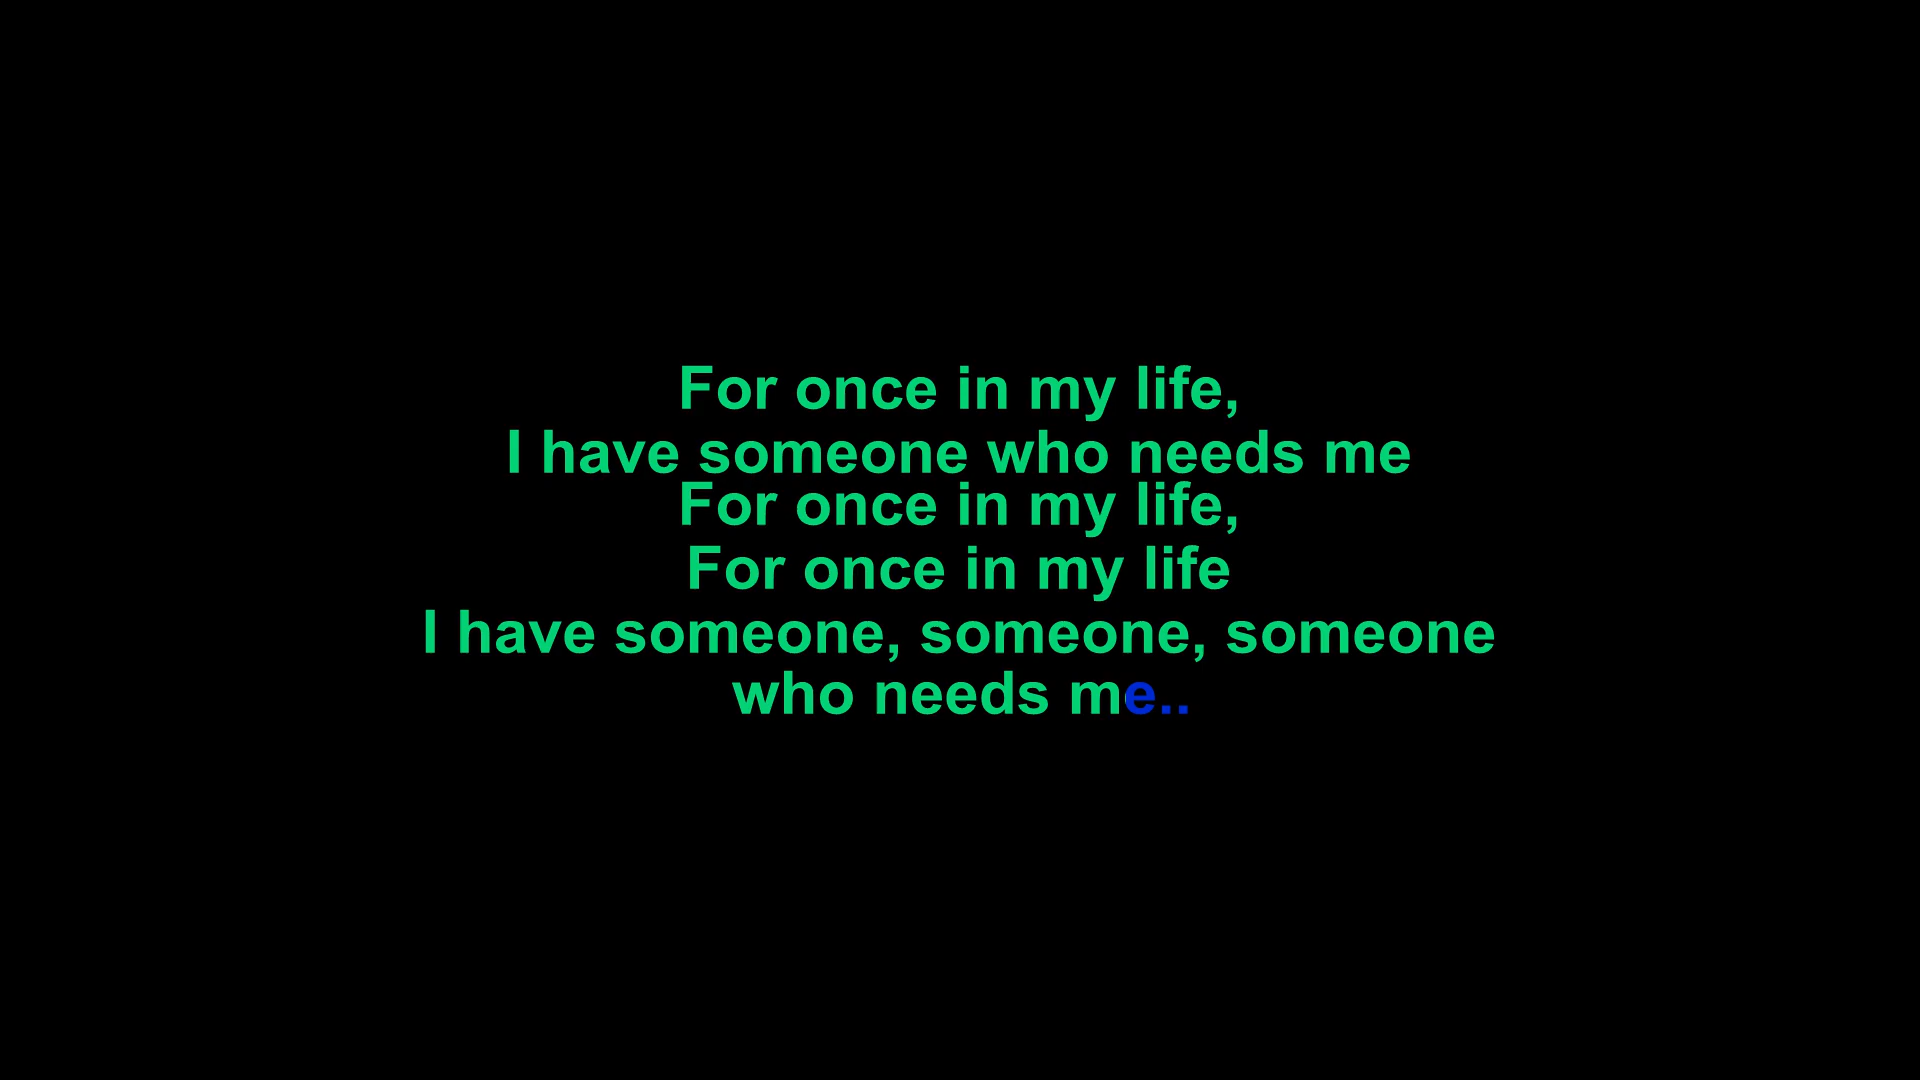 For once in my life,
I have someone who needs me
For once in my life,
For once in my life
I have someone, someone, someone
who needs me..